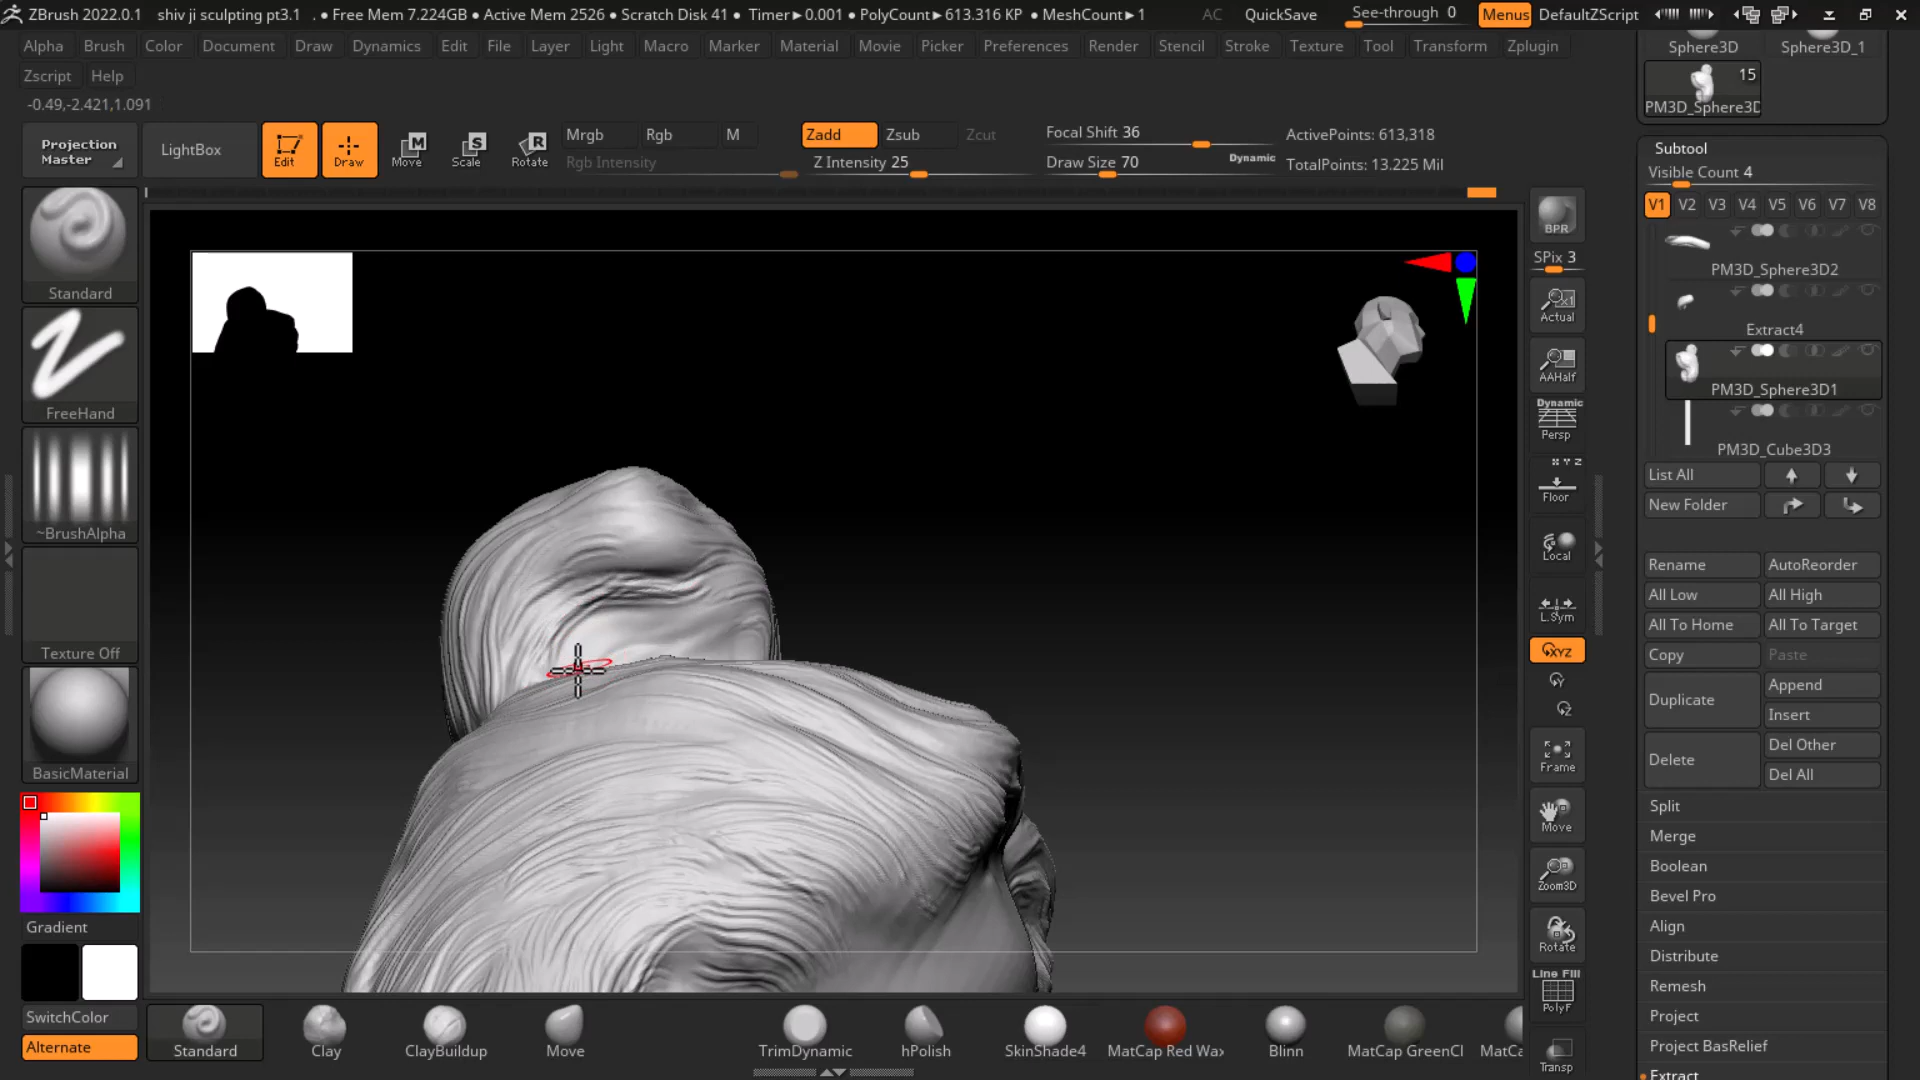 ZBrush 2022.0.1 shiv ji sculpting pt3.1 . • Free Mem 7.224GB • Active Mem 2526 • Scratch Disk 41 • Timer▶0.001 • PolyCount▶613.316 KP • MeshCount▶1 AC QuickSave See-through 0 Menus DefaultZScript
Alpha Brush Color Document Draw Dynamics Edit File Layer Light Macro Marker Material Movie Picker Preferences Render Stencil Stroke Texture Tool Transform Zplugin
Zscript Help
-0.49,-2.421,1.091
Projection Master
LightBox
Edit
Draw
Move
Scale
Rotate
Mrgb Rgb M
Rgb Intensity
Zadd Zsub Zcut
Z Intensity 25
Focal Shift 36
Draw Size 70 Dynamic
ActivePoints: 613,318
TotalPoints: 13.225 Mil
Standard
FreeHand
~BrushAlpha
Texture Off
BasicMaterial
Gradient
SwitchColor
Alternate
BPR
SPix 3
Actual
AAHalf
Dynamic
Persp
X Y Z
Floor
Local
L.Sym
XYZ
Frame
Move
Zoom3D
Rotate
Line Fill
PolyF
Transp
Sphere3D Sphere3D_1
15
PM3D_Sphere3D
Subtool
Visible Count 4
V1 V2 V3 V4 V5 V6 V7 V8
PM3D_Sphere3D2
Extract4
PM3D_Sphere3D1
PM3D_Cube3D3
List All
New Folder
Rename AutoReorder
All Low All High
All To Home All To Target
Copy Paste
Duplicate Append
Insert
Delete Del Other
Del All
Split
Merge
Boolean
Bevel Pro
Align
Distribute
Remesh
Project
Project BasRelief
Extract
Standard Clay ClayBuildup Move TrimDynamic hPolish SkinShade4 MatCap Red Wax Blinn MatCap GreenCl MatCa